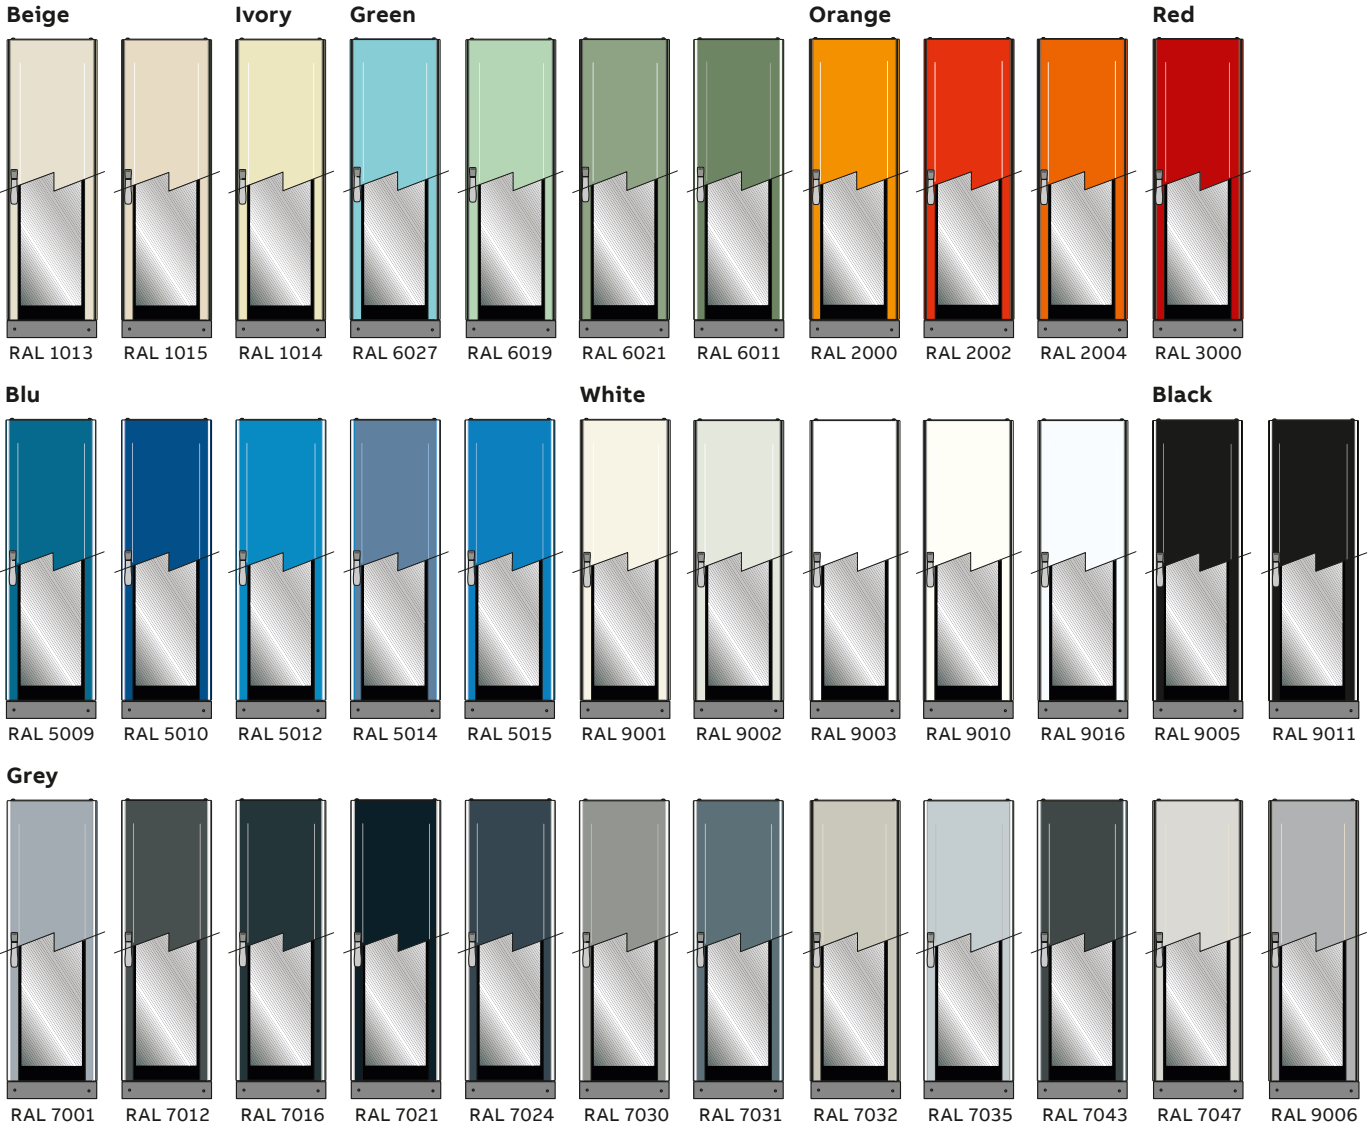 Beige Ivory Green Orange Red
RAL 1013 RAL 1015 RAL 1014 RAL 6027 RAL 6019 RAL 6021 RAL 6011 RAL 2000 RAL 2002 RAL 2004 RAL 3000
Blu White Black
RAL 5009 RAL 5010 RAL 5012 RAL 5014 RAL 5015 RAL 9001 RAL 9002 RAL 9003 RAL 9010 RAL 9016 RAL 9005 RAL 9011
Grey
RAL 7001 RAL 7012 RAL 7016 RAL 7021 RAL 7024 RAL 7030 RAL 7031 RAL 7032 RAL 7035 RAL 7043 RAL 7047 RAL 9006